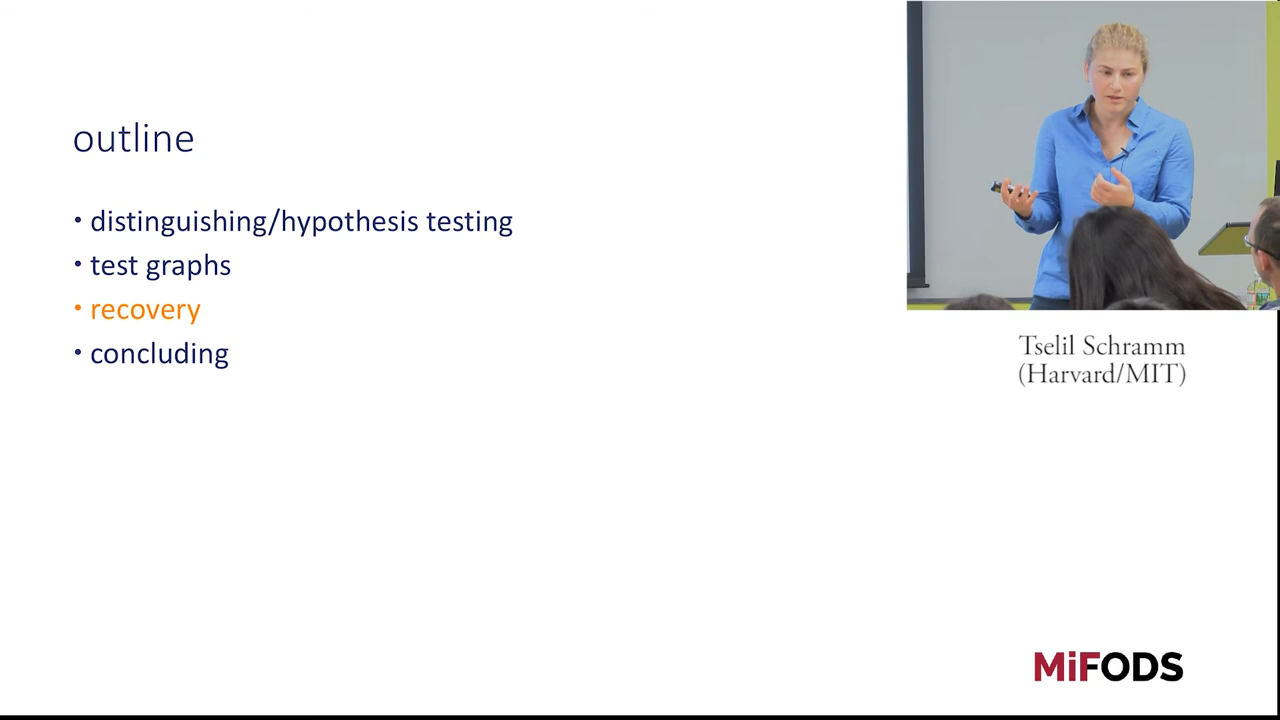 outline
• distinguishing/hypothesis testing
• test graphs
• recovery
• concluding
Tselil Schramm
(Harvard/MIT)
MiFODS